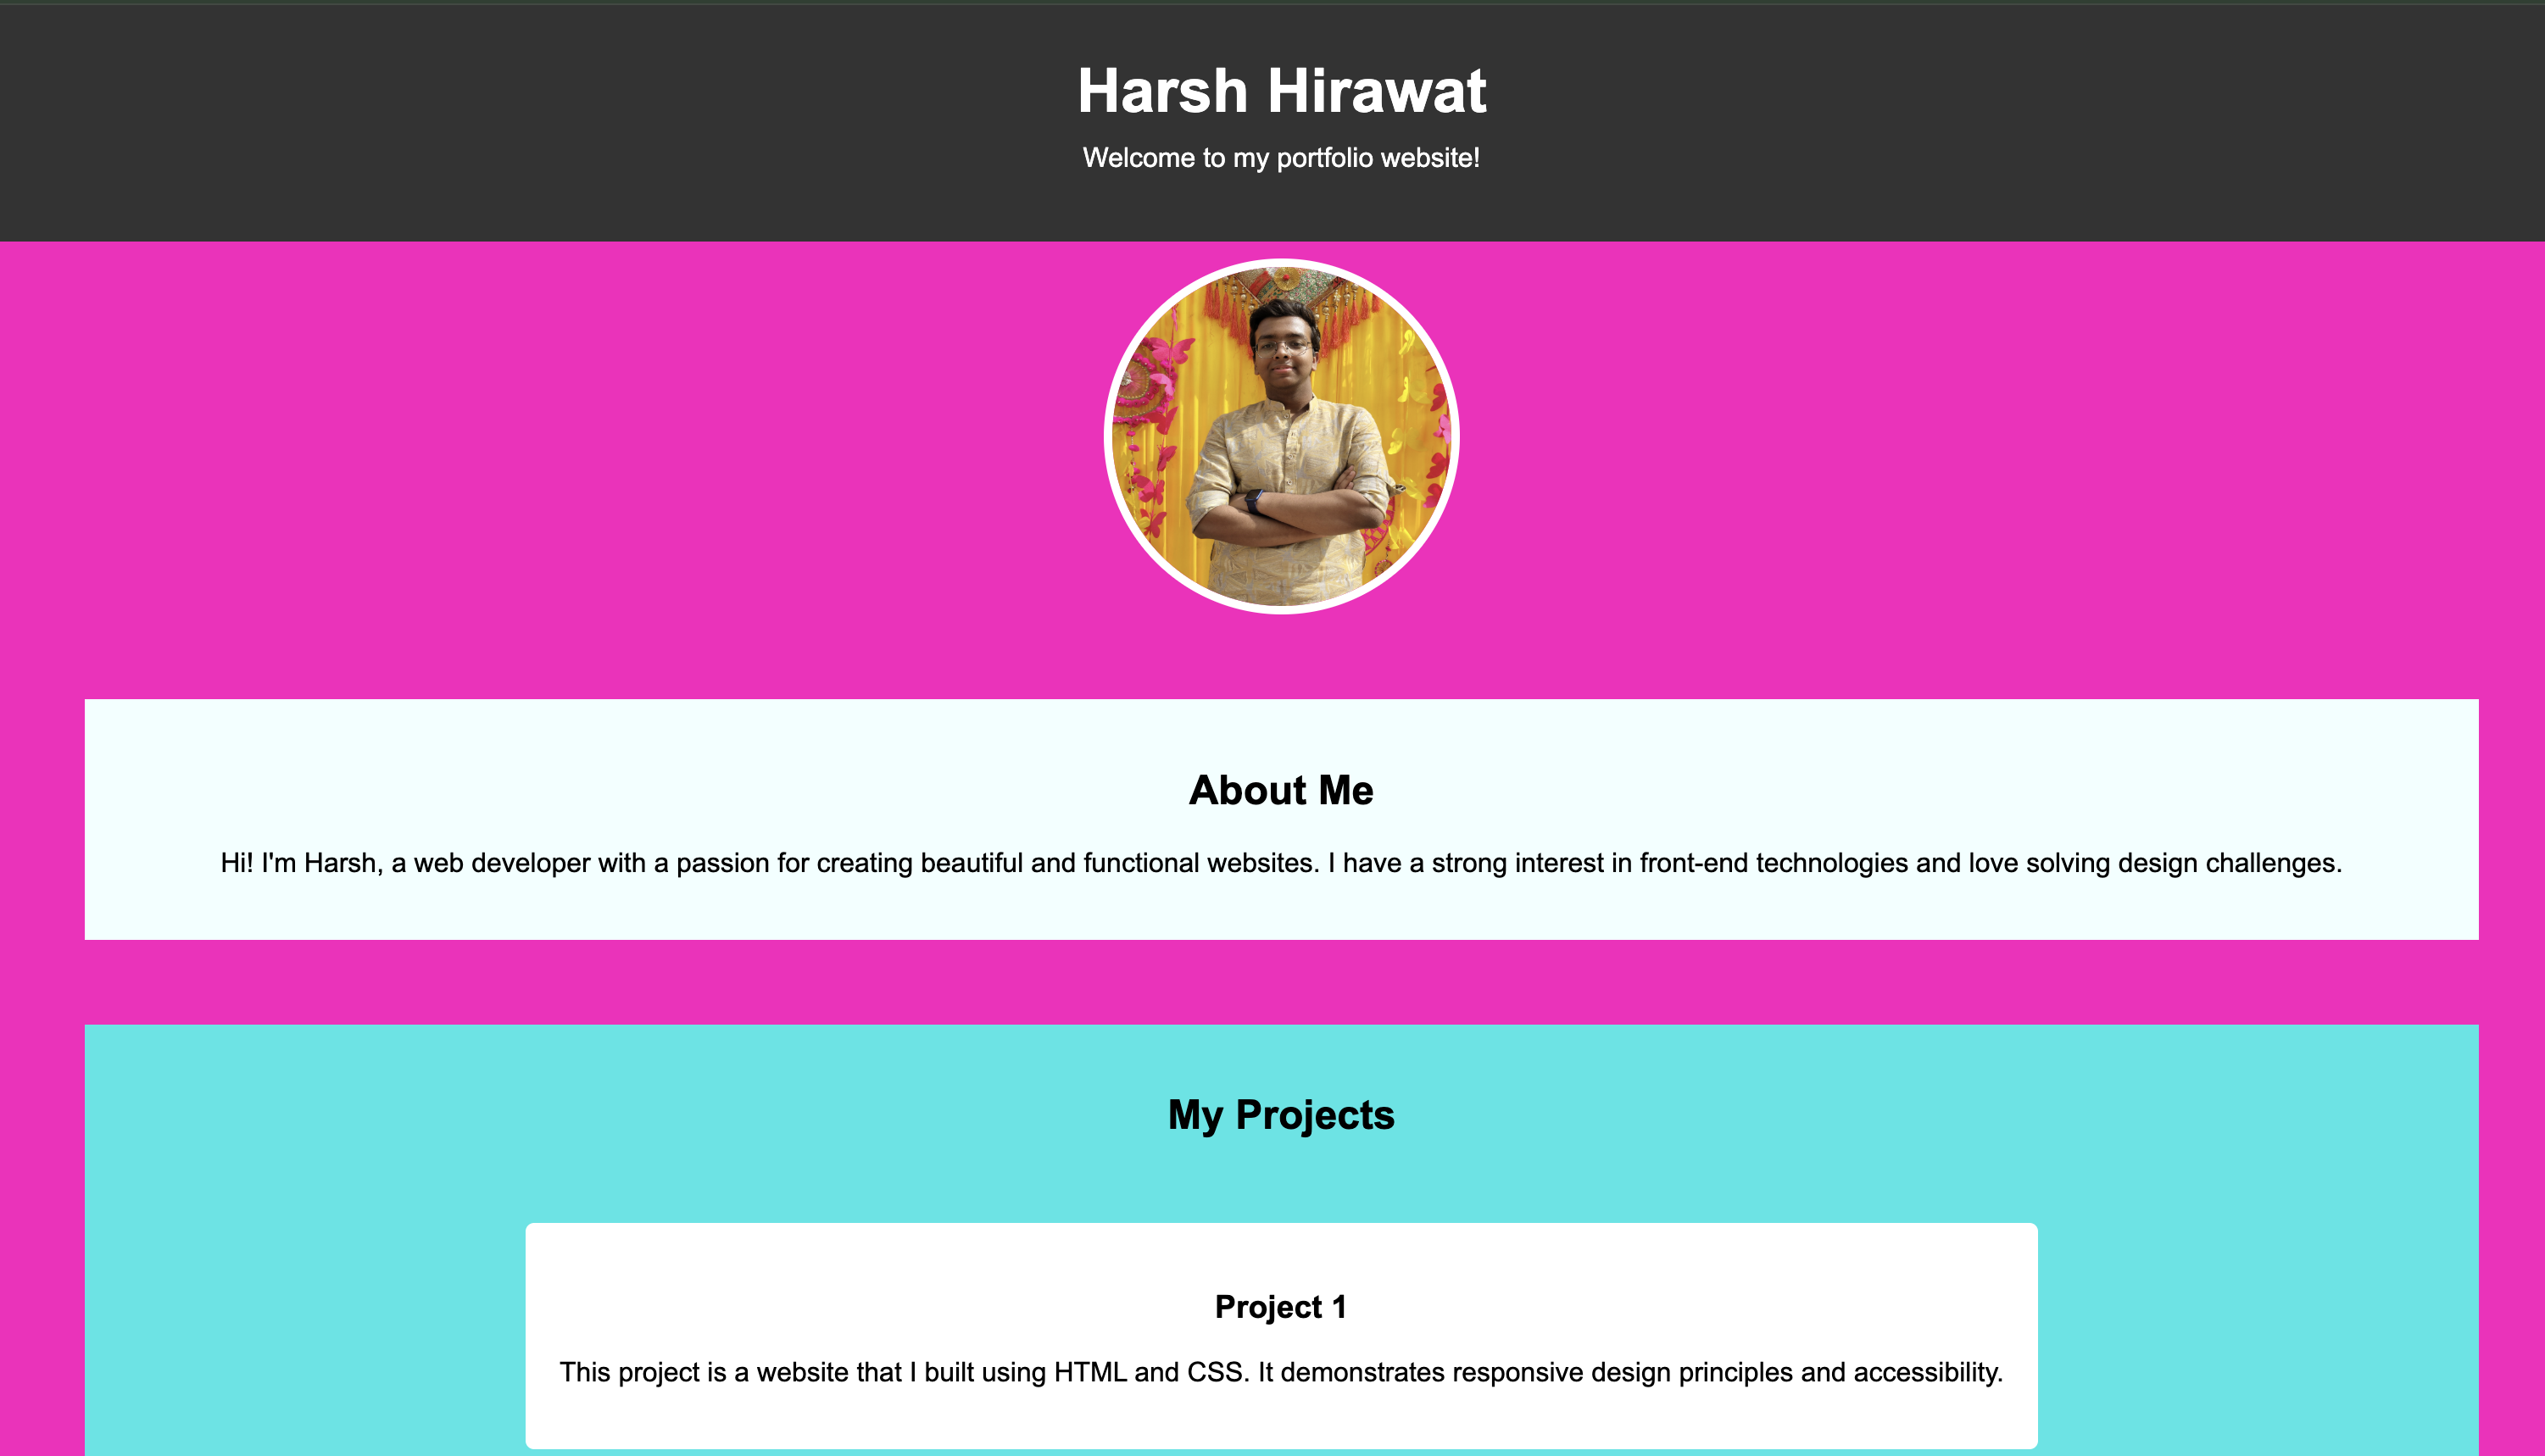 Harsh Hirawat
Welcome to my portfolio website!
About Me
Hi! I'm Harsh, a web developer with a passion for creating beautiful and functional websites. I have a strong interest in front-end technologies and love solving design challenges.
My Projects
Project 1
This project is a website that I built using HTML and CSS. It demonstrates responsive design principles and accessibility.